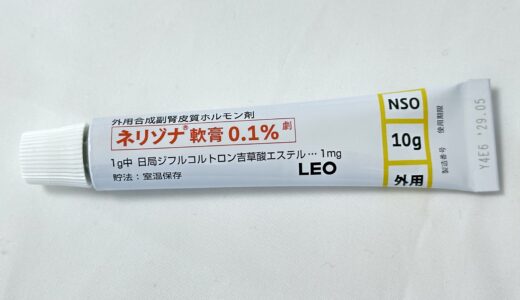 外用合成副腎皮質ホルモン剤
ネリゾナ®軟膏 0.1% 劇
1g中 日局ジフルコルトロン吉草酸エステル… 1mg
貯法：室温保存
LEO
NSO
10g
外用
製造番号 使用期限
Y4E6 '29.05